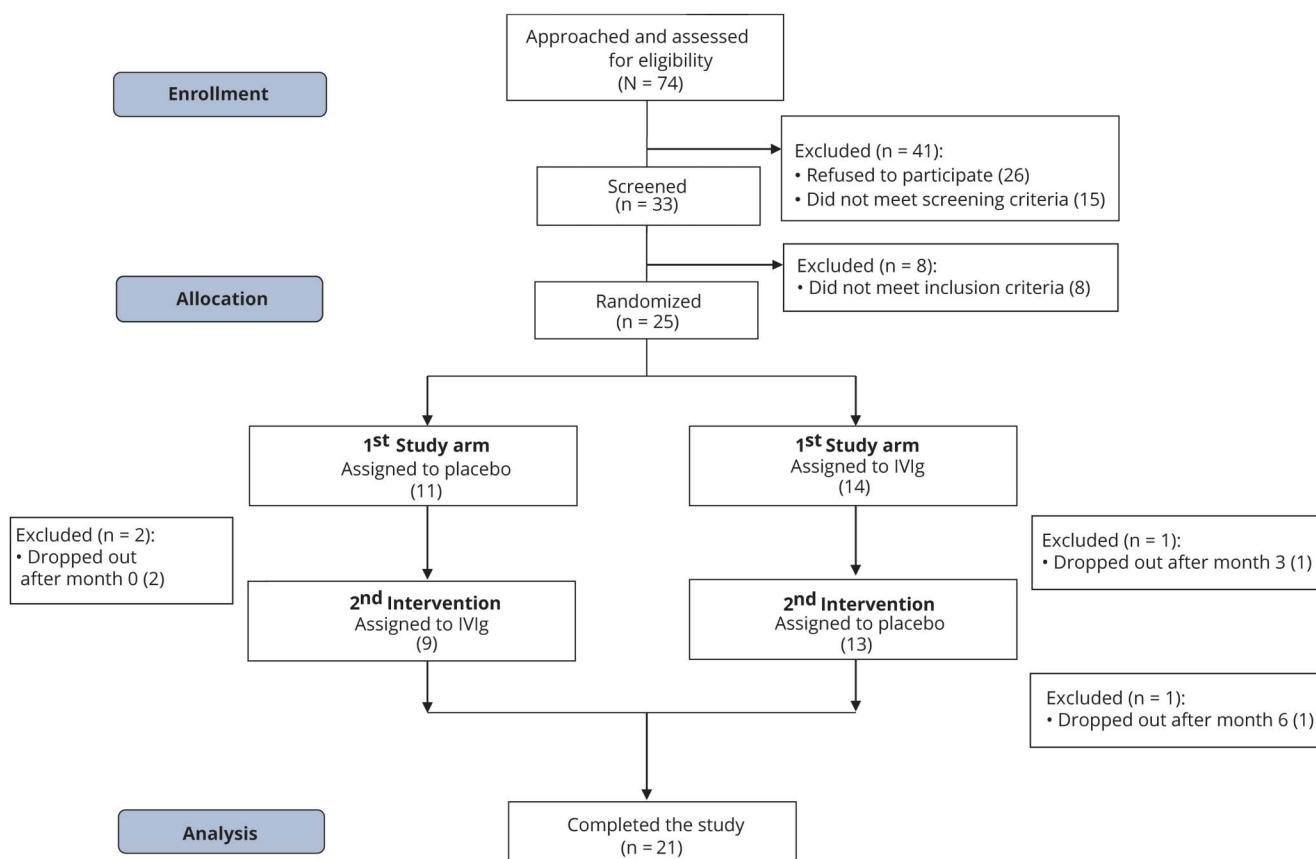 Approached and assessed
for eligibility
(N = 74)
Enrollment
Excluded (n = 41):
• Refused to participate (26)
• Did not meet screening criteria (15)
Screened
(n = 33)
Excluded (n = 8):
• Did not meet inclusion criteria (8)
Allocation
Randomized
(n = 25)
1st Study arm
Assigned to placebo
(11)
1st Study arm
Assigned to IVIg
(14)
Excluded (n = 2):
• Dropped out
after month 0 (2)
Excluded (n = 1):
• Dropped out after month 3 (1)
2nd Intervention
Assigned to IVIg
(9)
2nd Intervention
Assigned to placebo
(13)
Excluded (n = 1):
• Dropped out after month 6 (1)
Analysis
Completed the study
(n = 21)